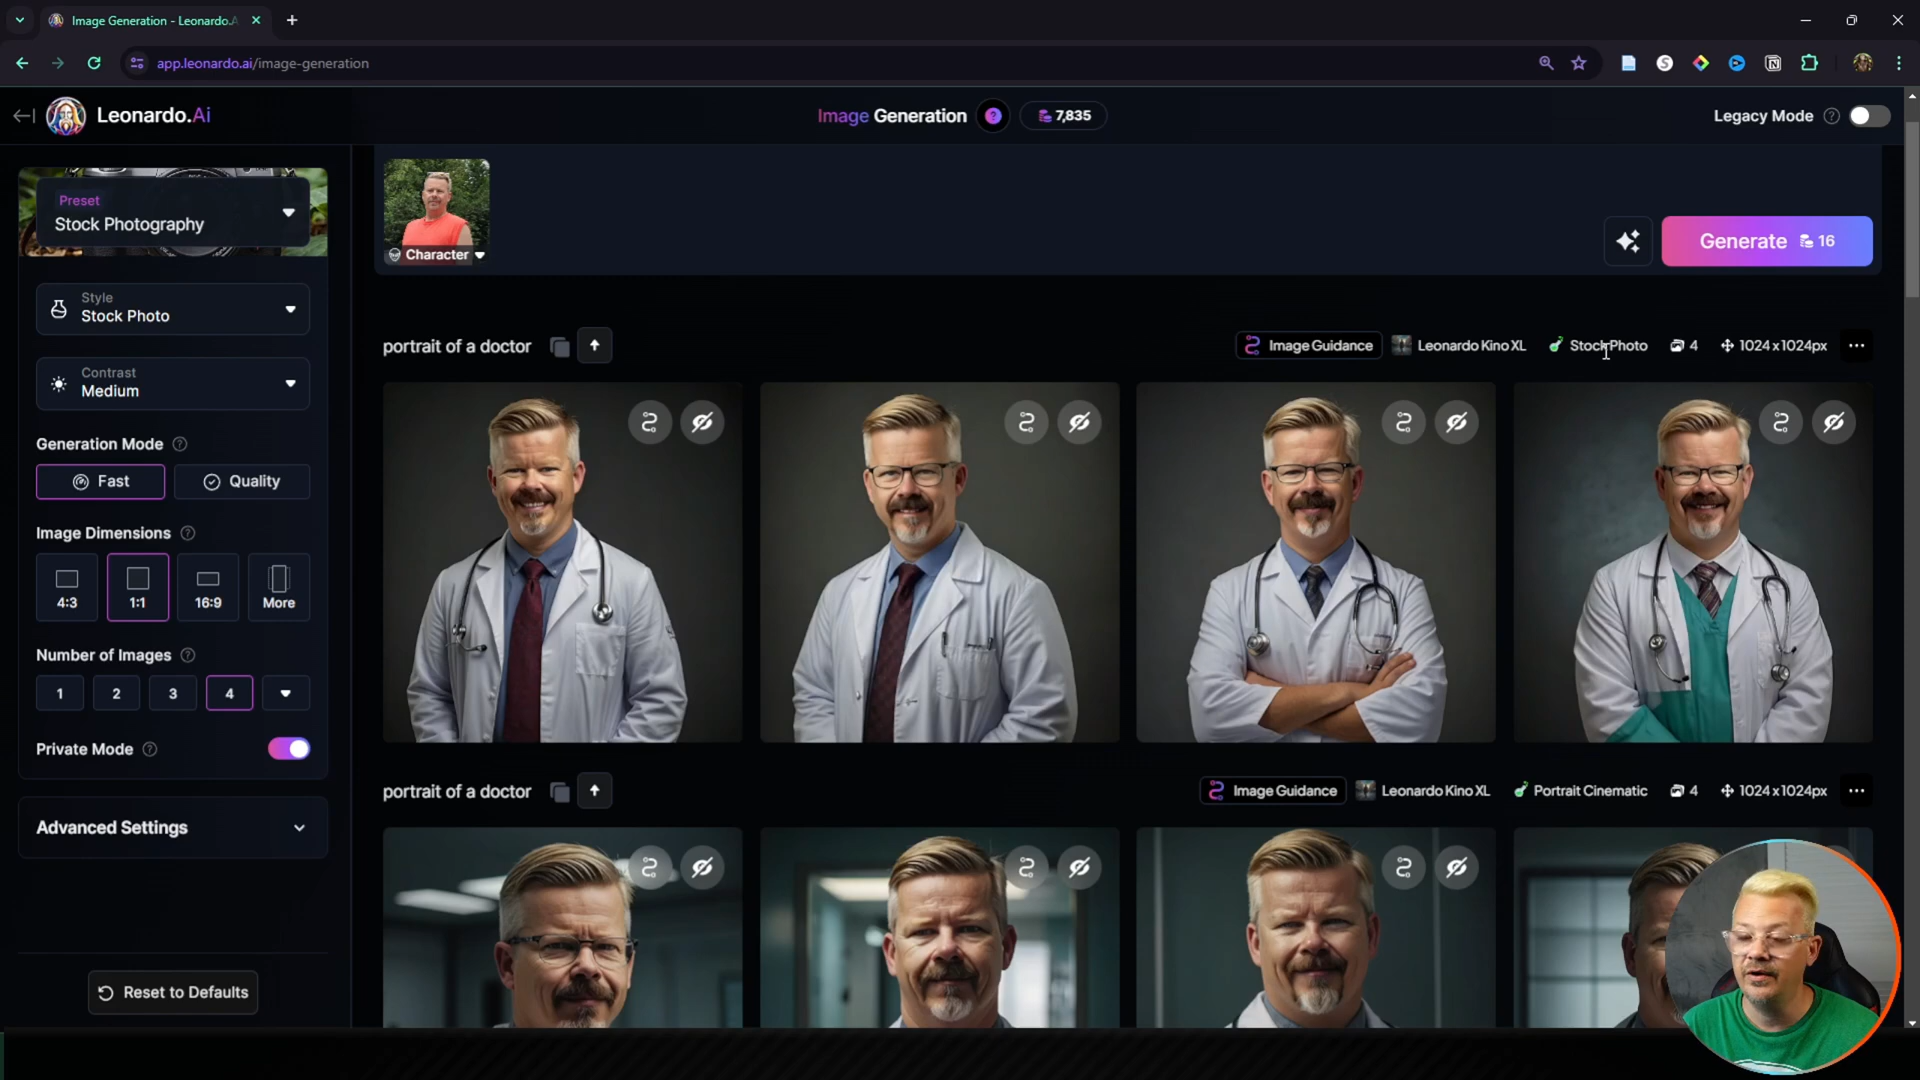 Image Generation - Leonardo.A
app.leonardo.ai/image-generation
Leonardo.Ai
Image Generation
7,835
Legacy Mode
Preset
Stock Photography
Character
Generate 16
Style
Stock Photo
Contrast
Medium
Generation Mode
Fast
Quality
Image Dimensions
4:3
1:1
16:9
More
Number of Images
1
2
3
4
Private Mode
Advanced Settings
Reset to Defaults
portrait of a doctor
Image Guidance
Leonardo Kino XL
Stock Photo
4
1024 x 1024px
portrait of a doctor
Image Guidance
Leonardo Kino XL
Portrait Cinematic
4
1024 x 1024px